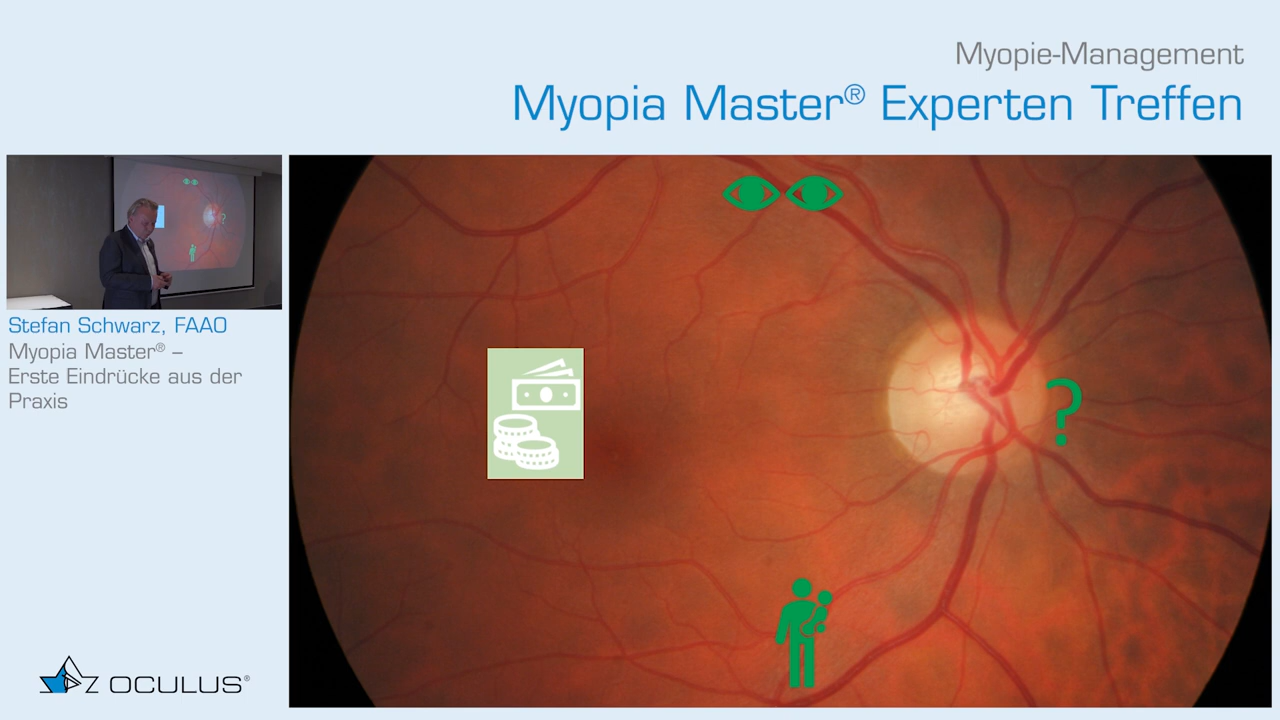 Myopie-Management
Myopia Master® Experten Treffen
Stefan Schwarz, FAAO
Myopia Master® –
Erste Eindrücke aus der
Praxis
?
OCULUS®